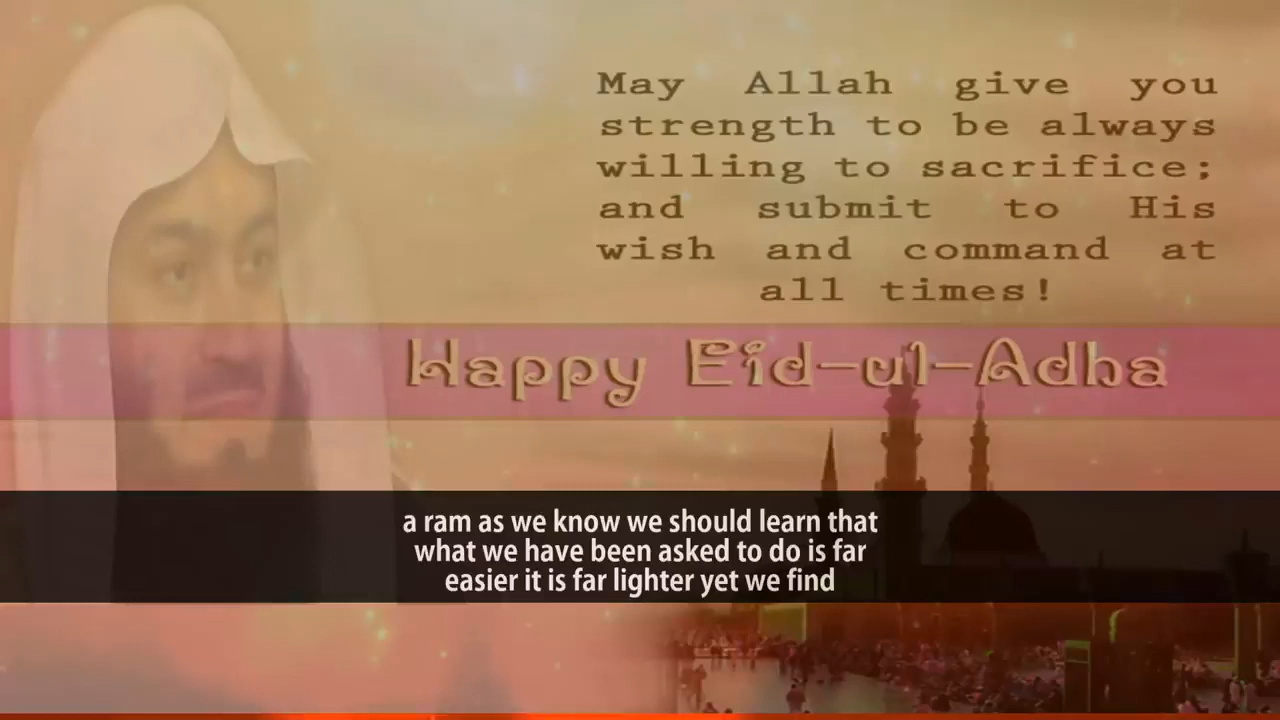 May Allah give you
strength to be always
willing to sacrifice;
and submit to His
wish and command at
all times!
Happy Eid-ul-Adha
a ram as we know we should learn that
what we have been asked to do is far
easier it is far lighter yet we find